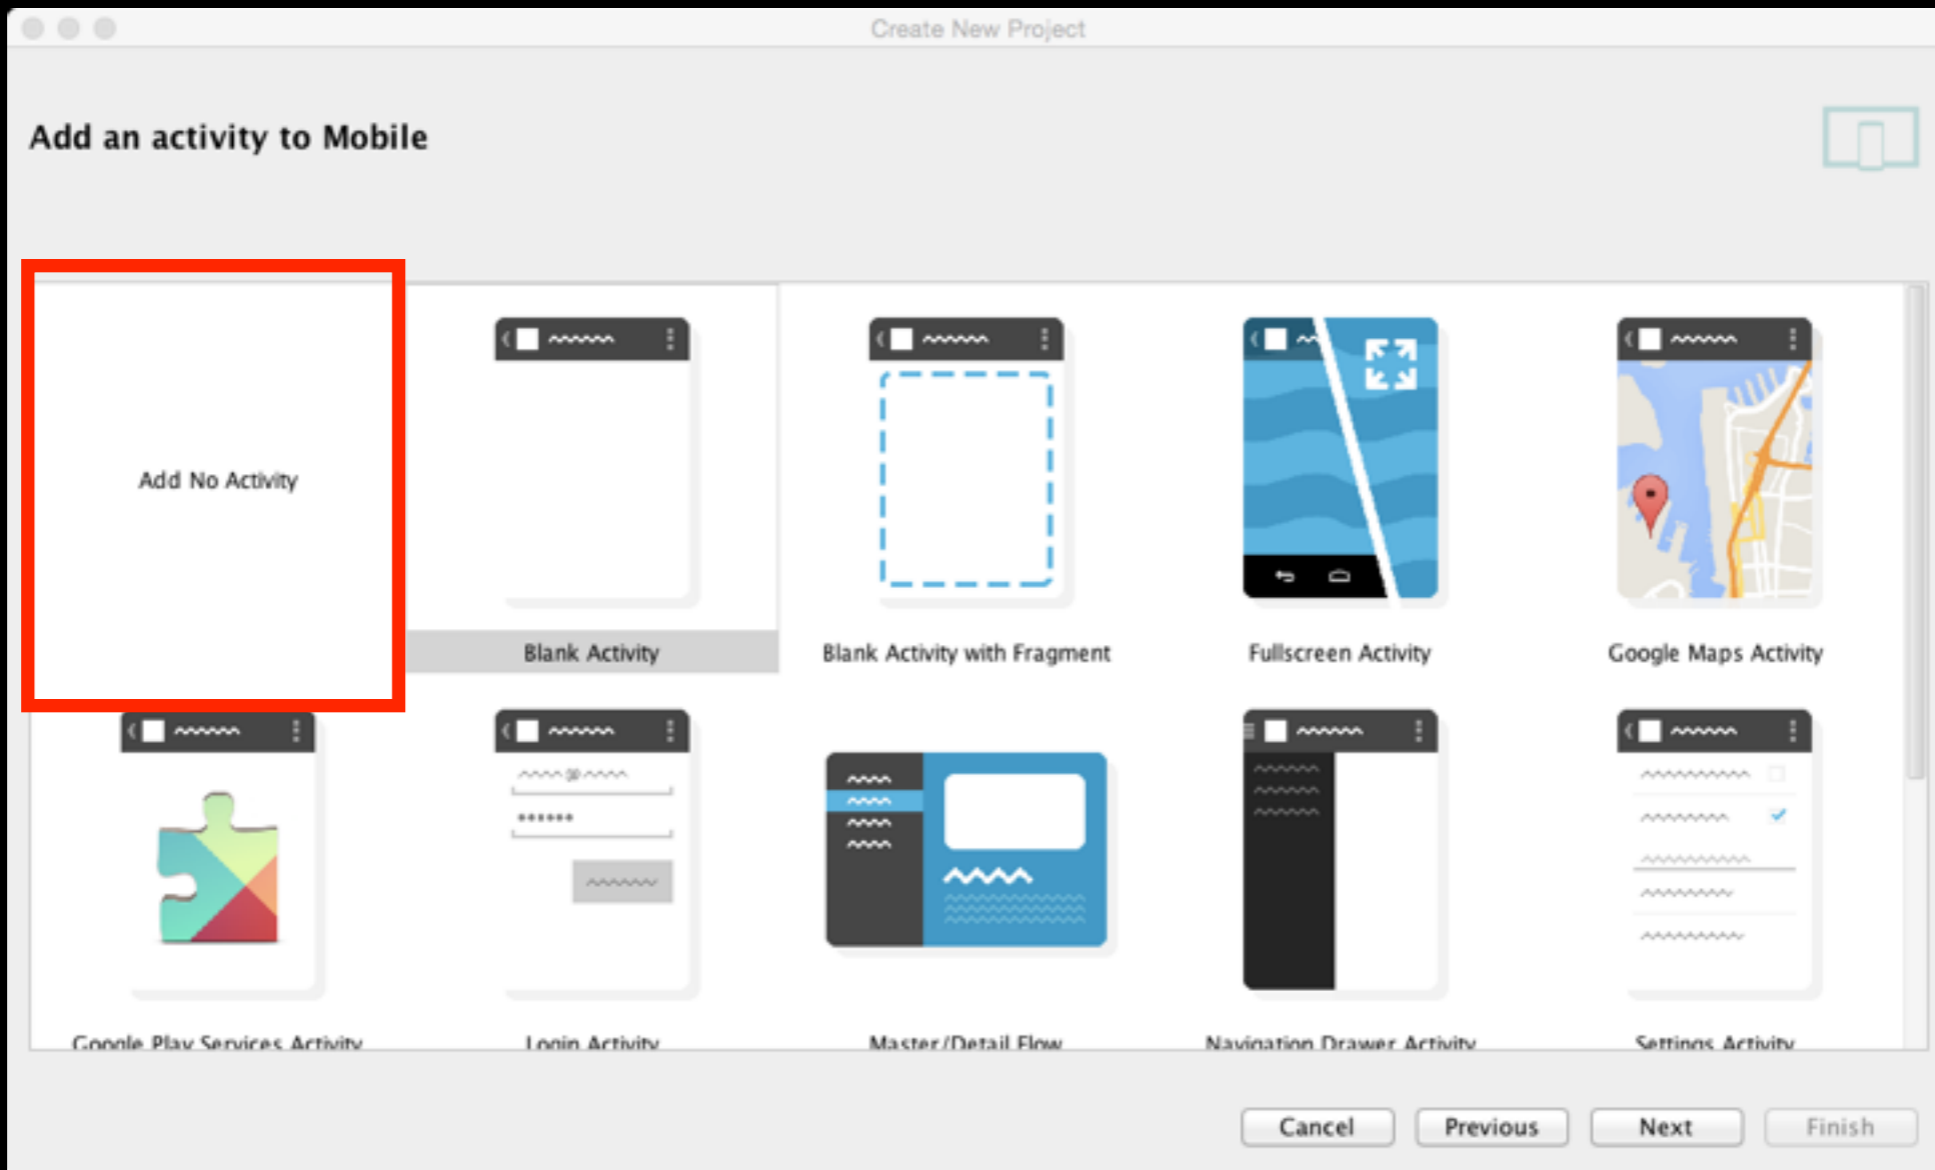 Create New Project
Add an activity to Mobile
Add No Activity
Blank Activity
Blank Activity with Fragment
Fullscreen Activity
Google Maps Activity
Google Play Services Activity
Login Activity
Master/Detail Flow
Navigation Drawer Activity
Settings Activity
Cancel
Previous
Next
Finish